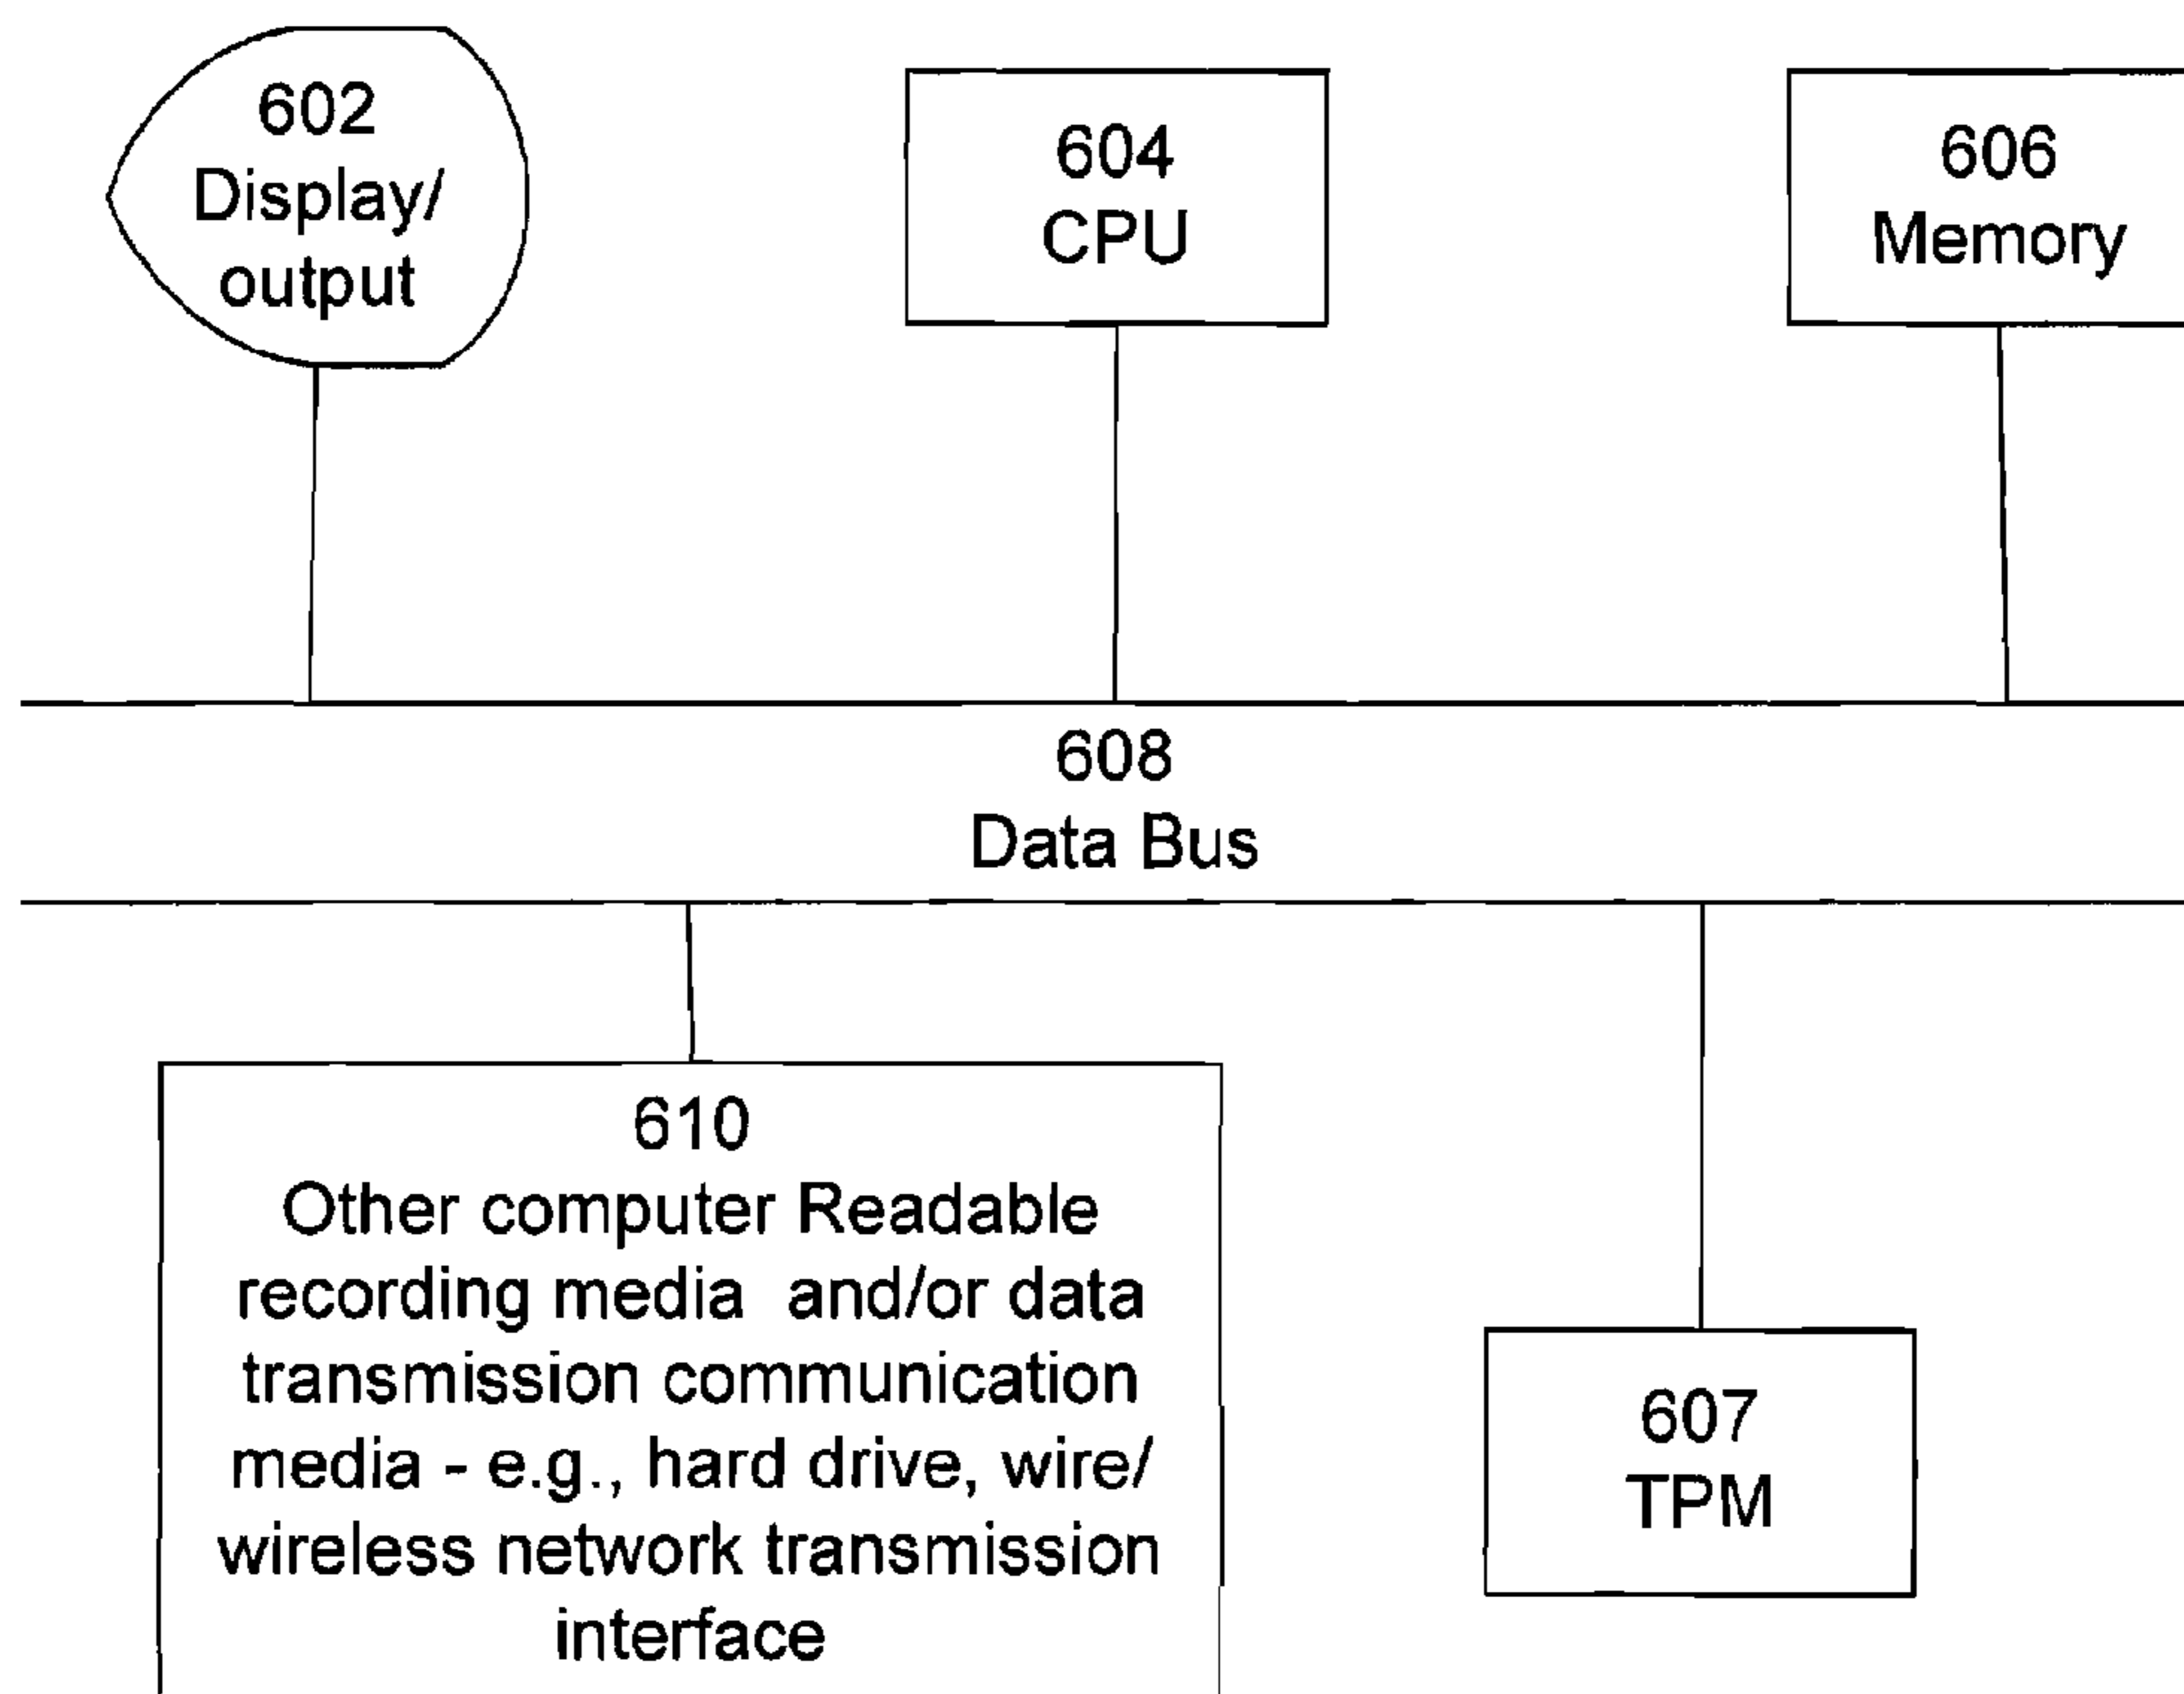 602
Display/
output
604
CPU
606
Memory
608
Data Bus
610
Other computer Readable
recording media and/or data
transmission communication
media - e.g., hard drive, wire/
wireless network transmission
interface
607
TPM